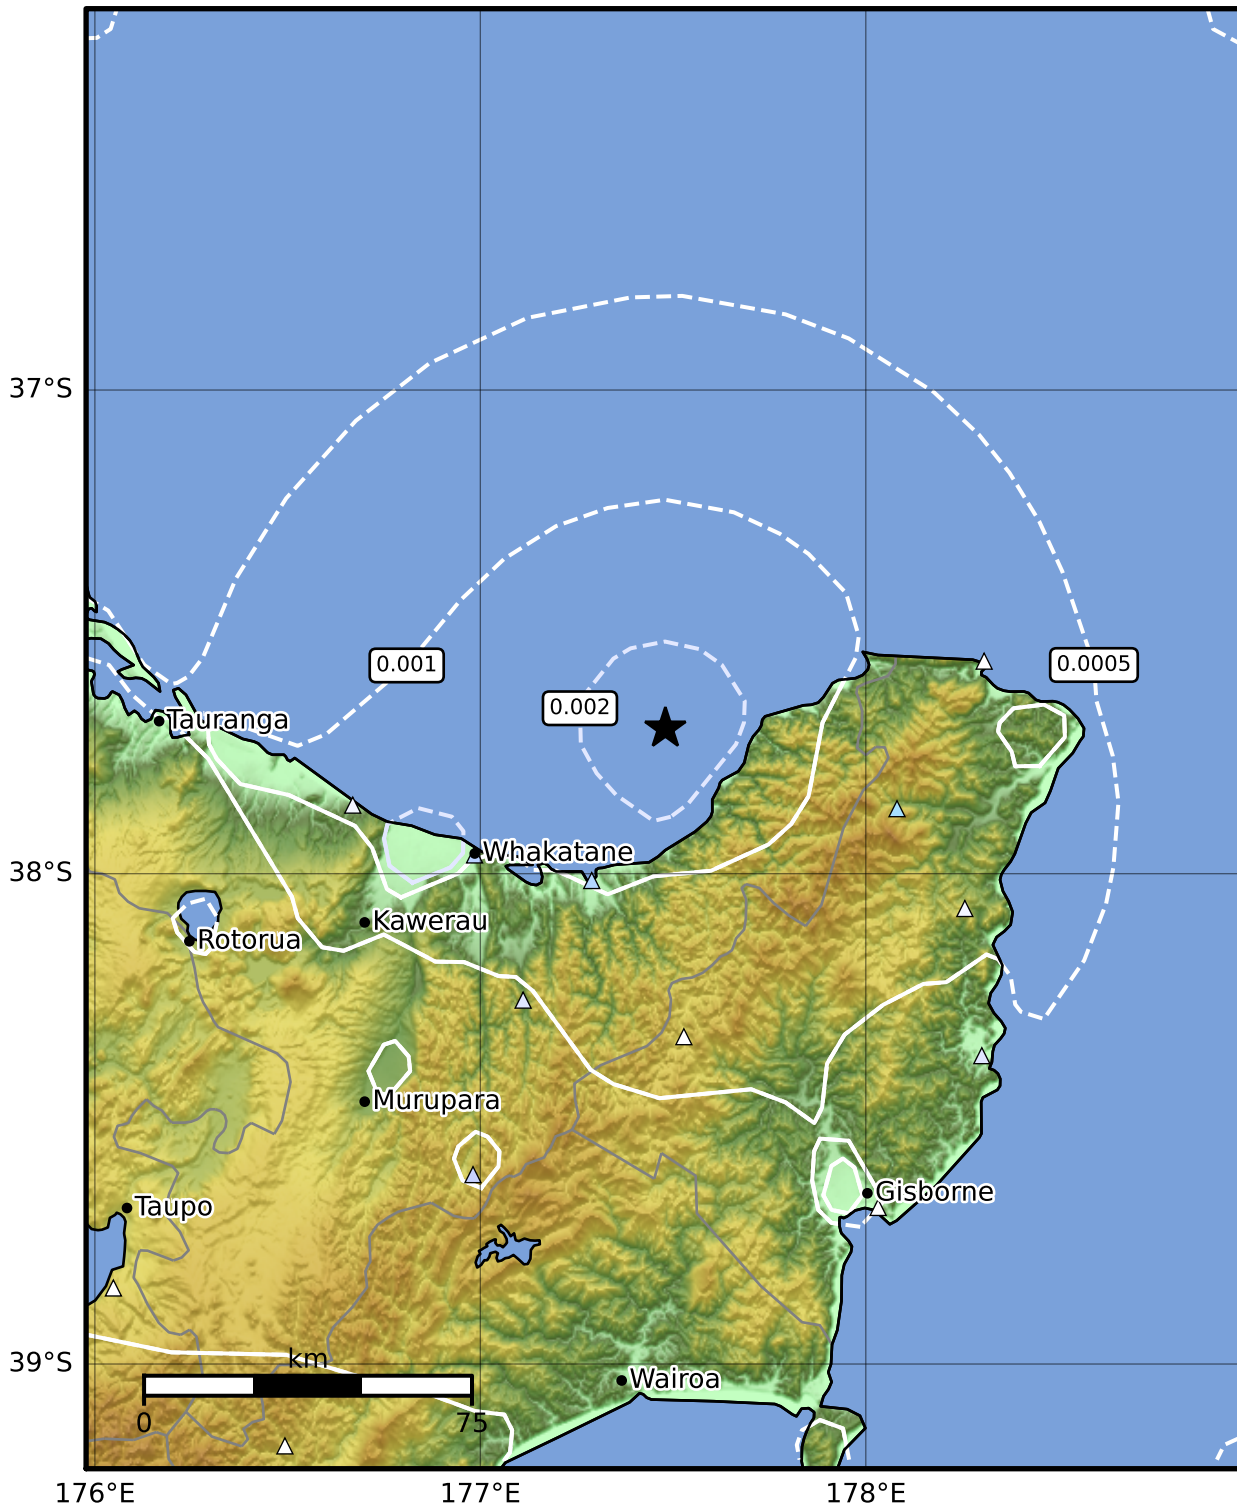 37°S
0.001
0.0005
0.002
Tauranga
Whakatane
38°S
Kawerau
Rotorua
Murupara
Gisborne
Taupo
39°S
km
Wairoa
0
75
176°E
177°E
178°E